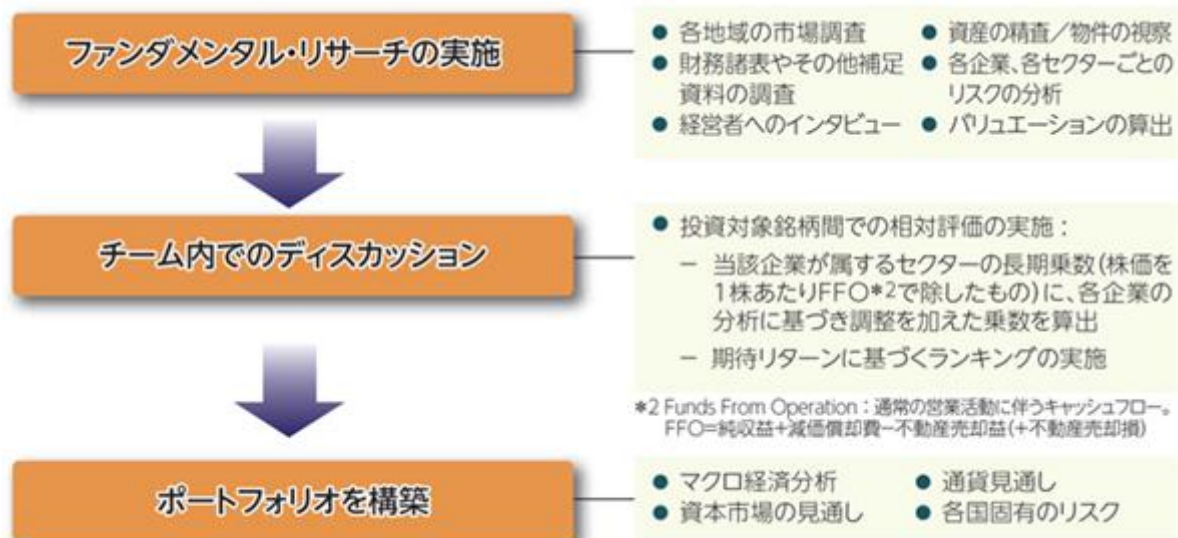 ファンダメンタル・リサーチの実施
● 各地域の市場調査
● 財務諸表やその他補足
資料の調査
● 経営者へのインタビュー
● 資産の精査／物件の視察
● 各企業、各セクターごとの
リスクの分析
● バリュエーションの算出
チーム内でのディスカッション
● 投資対象銘柄間での相対評価の実施：
－ 当該企業が属するセクターの長期乗数(株価を
1株あたりFFO*2で除したもの)に、各企業の
分析に基づき調整を加えた乗数を算出
－ 期待リターンに基づくランキングの実施
*2 Funds From Operation：通常の営業活動に伴うキャッシュフロー。
FFO=純収益+減価償却費−不動産売却益(+不動産売却損)
ポートフォリオを構築
● マクロ経済分析
● 資本市場の見通し
● 通貨見通し
● 各国固有のリスク